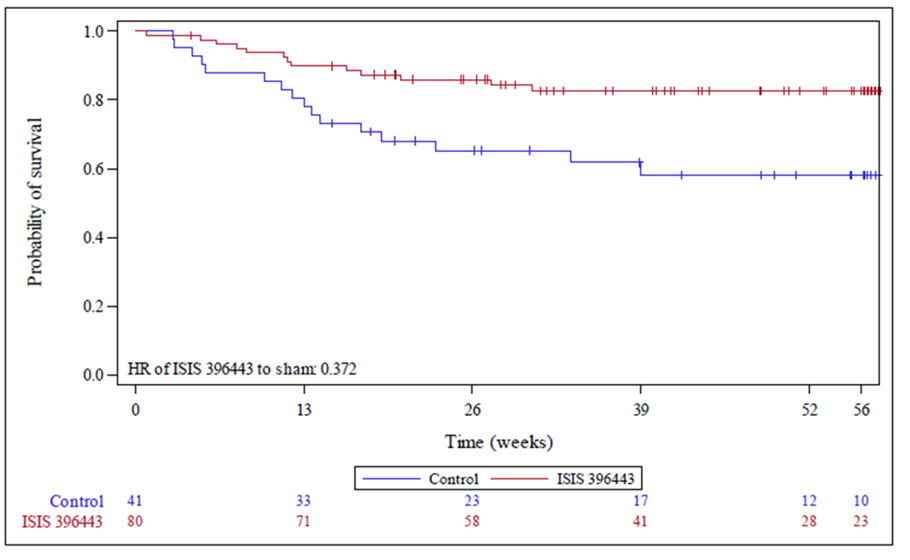 1.0
0.8
0.6
0.4
0.2
0.0
Probability of survival
HR of ISIS 396443 to sham: 0.372
0 13 26 39 52 56
Time (weeks)
Control ISIS 396443
Control 41 33 23 17 12 10
ISIS 396443 80 71 58 41 28 23